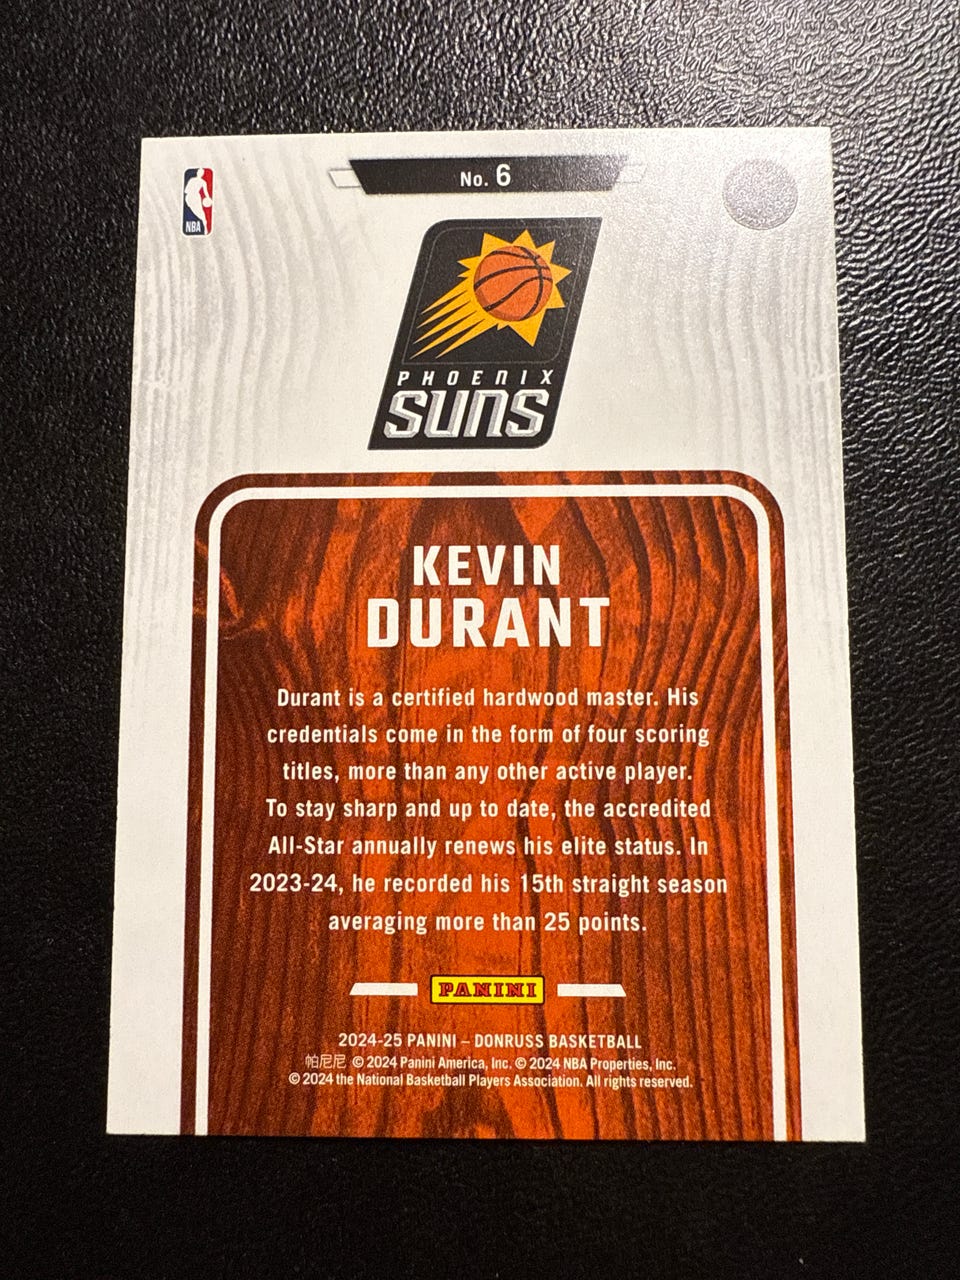 No. 6
NBA
PHOENIX
SUNS
KEVIN
DURANT
Durant is a certified hardwood master. His
credentials come in the form of four scoring
titles, more than any other active player.
To stay sharp and up to date, the accredited
All-Star annually renews his elite status. In
2023-24, he recorded his 15th straight season
averaging more than 25 points.
PANINI
2024-25 PANINI – DONRUSS BASKETBALL
帕尼尼 © 2024 Panini America, Inc. © 2024 NBA Properties, Inc.
© 2024 the National Basketball Players Association. All rights reserved.